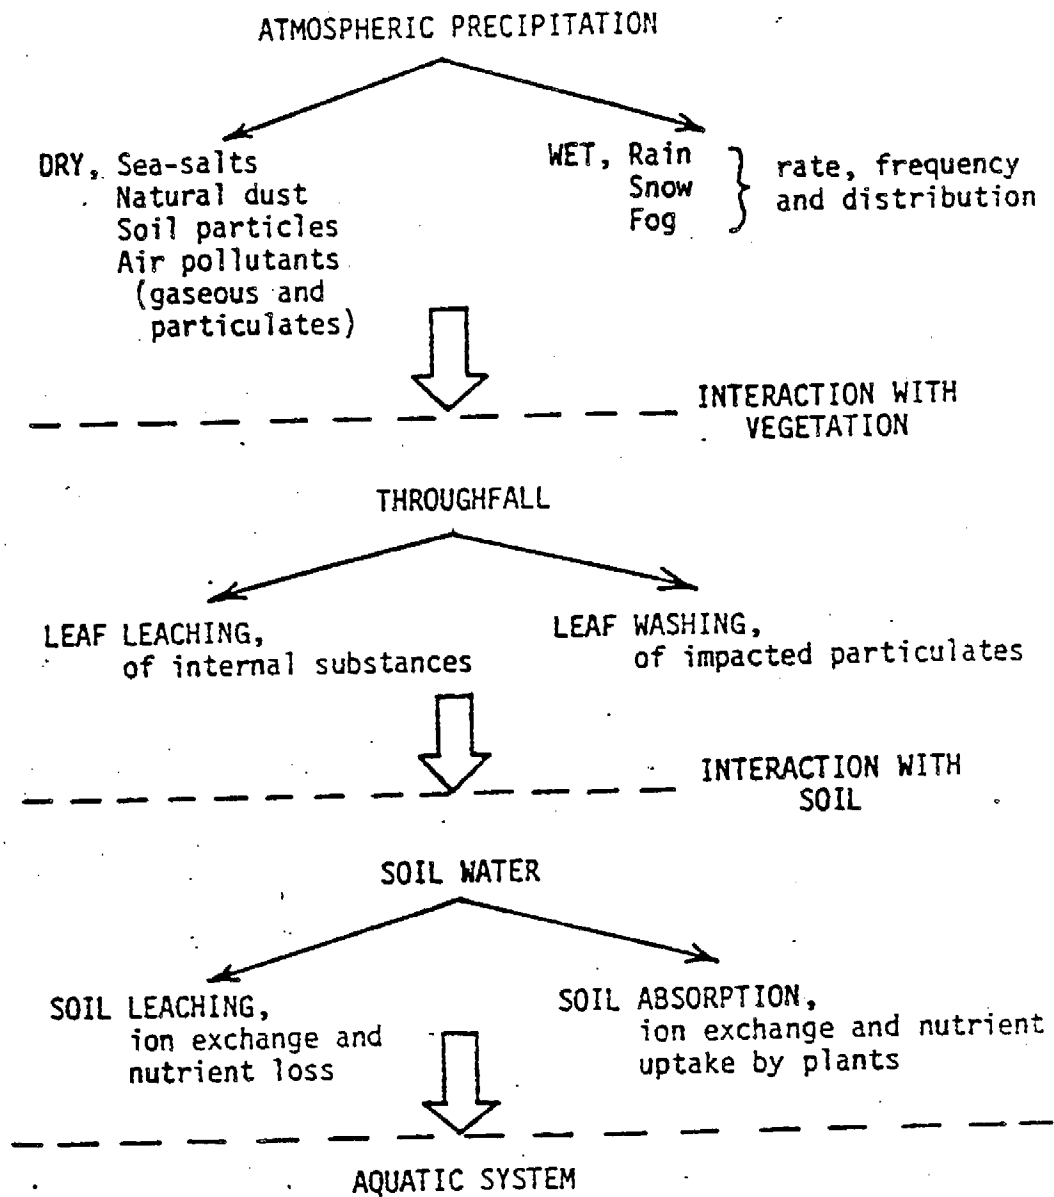 ATMOSPHERIC PRECIPITATION
DRY, Sea-salts
Natural dust
Soil particles
Air pollutants
(gaseous and
particulates)
WET, Rain
Snow
Fog
rate, frequency
and distribution
INTERACTION WITH
VEGETATION
THROUGHFALL
LEAF LEACHING,
of internal substances
LEAF WASHING,
of impacted particulates
INTERACTION WITH
SOIL
SOIL WATER
SOIL LEACHING,
ion exchange and
nutrient loss
SOIL ABSORPTION,
ion exchange and nutrient
uptake by plants
AQUATIC SYSTEM